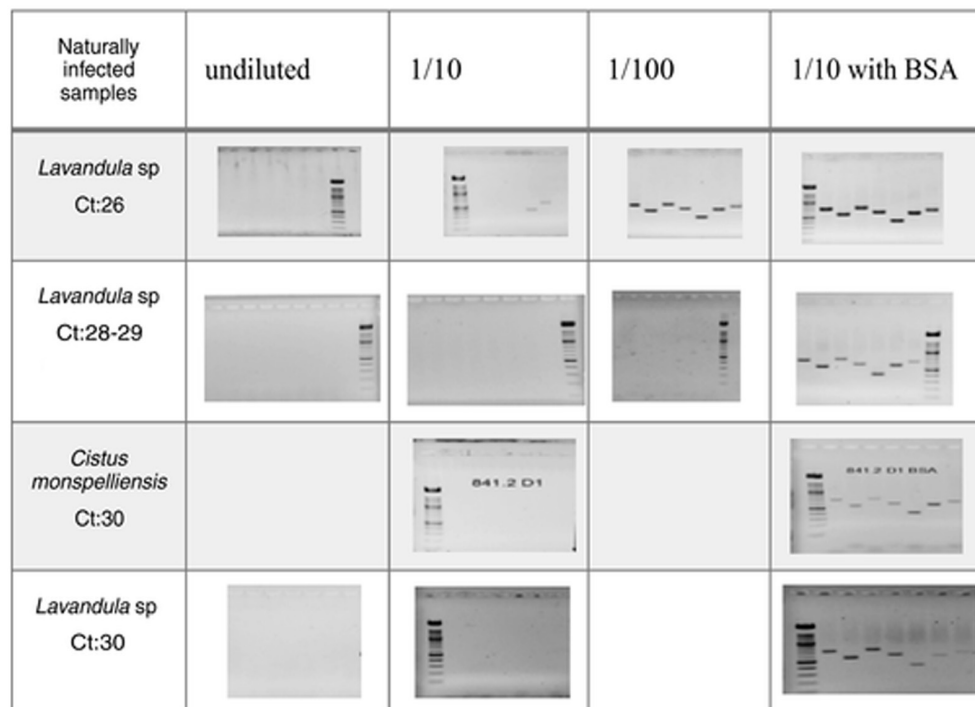 Naturally
infected
samples
undiluted
1/10
1/100
1/10 with BSA
Lavandula sp
Ct:26
Lavandula sp
Ct:28-29
Cistus
monspelliensis
Ct:30
841.2 D1
841.2 D1 BSA
Lavandula sp
Ct:30